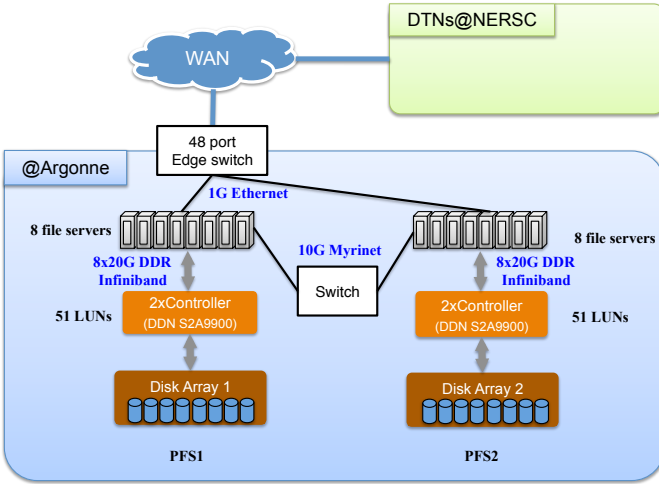 DTNs@NERSC
WAN
48 port
Edge switch
@Argonne
1G Ethernet
8 file servers
10G Myrinet
8 file servers
8x20G DDR
Infiniband
Switch
8x20G DDR
Infiniband
51 LUNs
2xController
(DDN S2A9900)
2xController
(DDN S2A9900)
51 LUNs
Disk Array 1
Disk Array 2
PFS1
PFS2